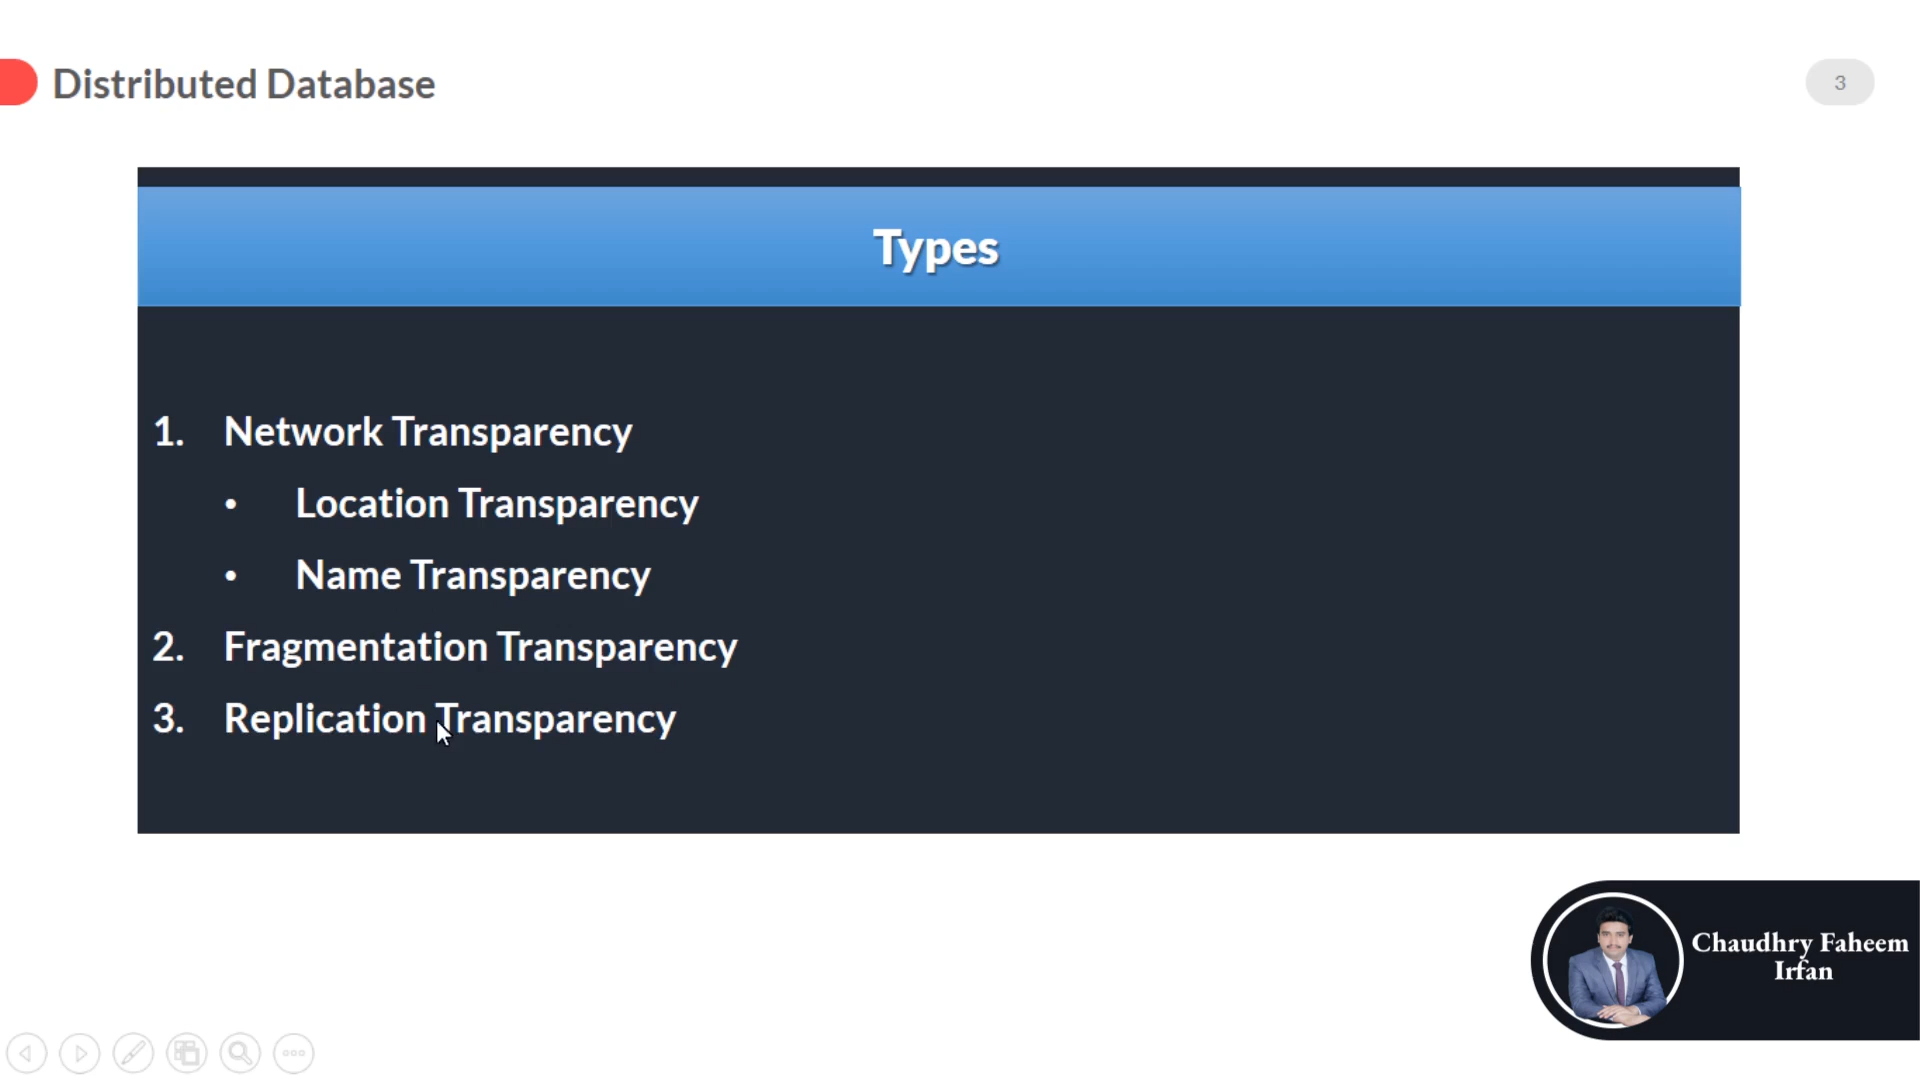 Distributed Database
3
Types
1. Network Transparency
• Location Transparency
• Name Transparency
2. Fragmentation Transparency
3. Replication Transparency
Chaudhry Faheem
Irfan